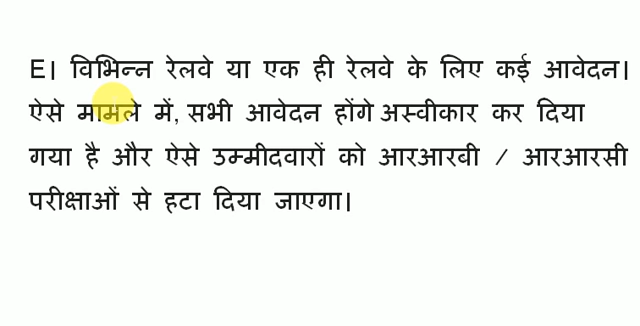 E। विभिन्न रेलवे या एक ही रेलवे के लिए कई आवेदन।
ऐसे मामले में, सभी आवेदन होंगे अस्वीकार कर दिया
गया है और ऐसे उम्मीदवारों को आरआरबी / आरआरसी
परीक्षाओं से हटा दिया जाएगा।